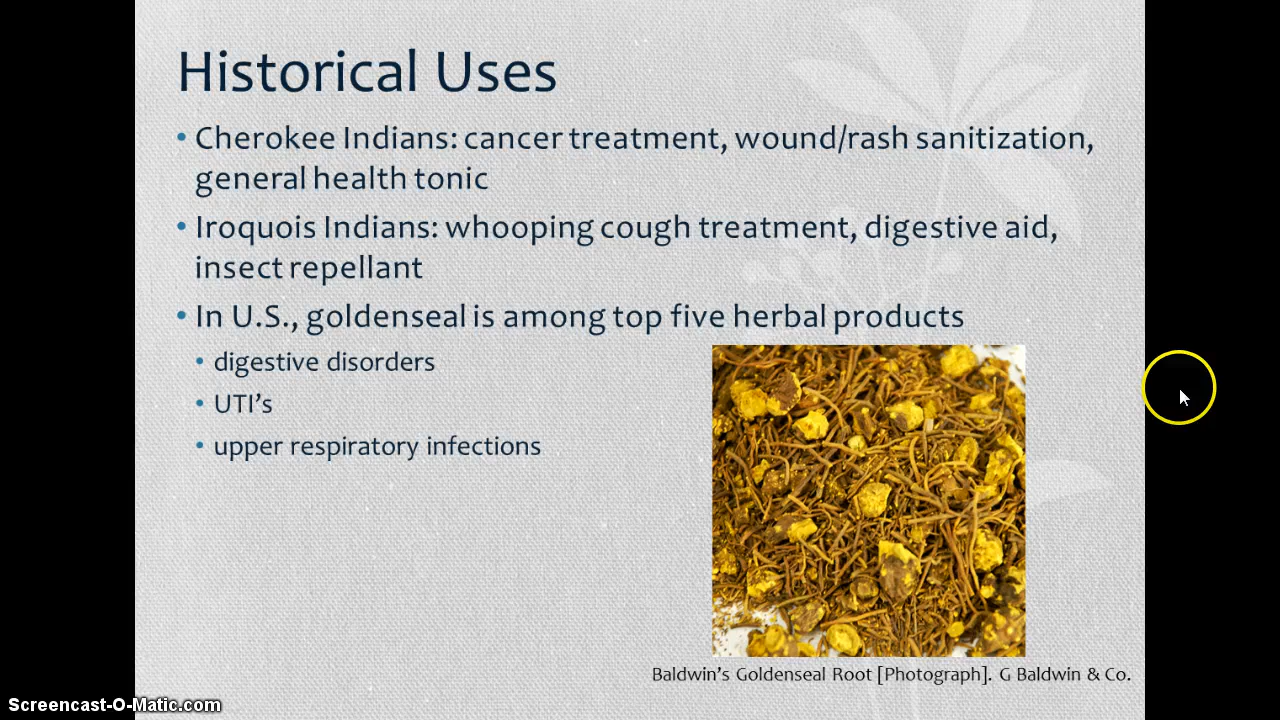 Historical Uses
• Cherokee Indians: cancer treatment, wound/rash sanitization,
general health tonic
• Iroquois Indians: whooping cough treatment, digestive aid,
insect repellant
• In U.S., goldenseal is among top five herbal products
• digestive disorders
• UTI’s
• upper respiratory infections
Baldwin’s Goldenseal Root [Photograph]. G Baldwin & Co.
Screencast-O-Matic.com